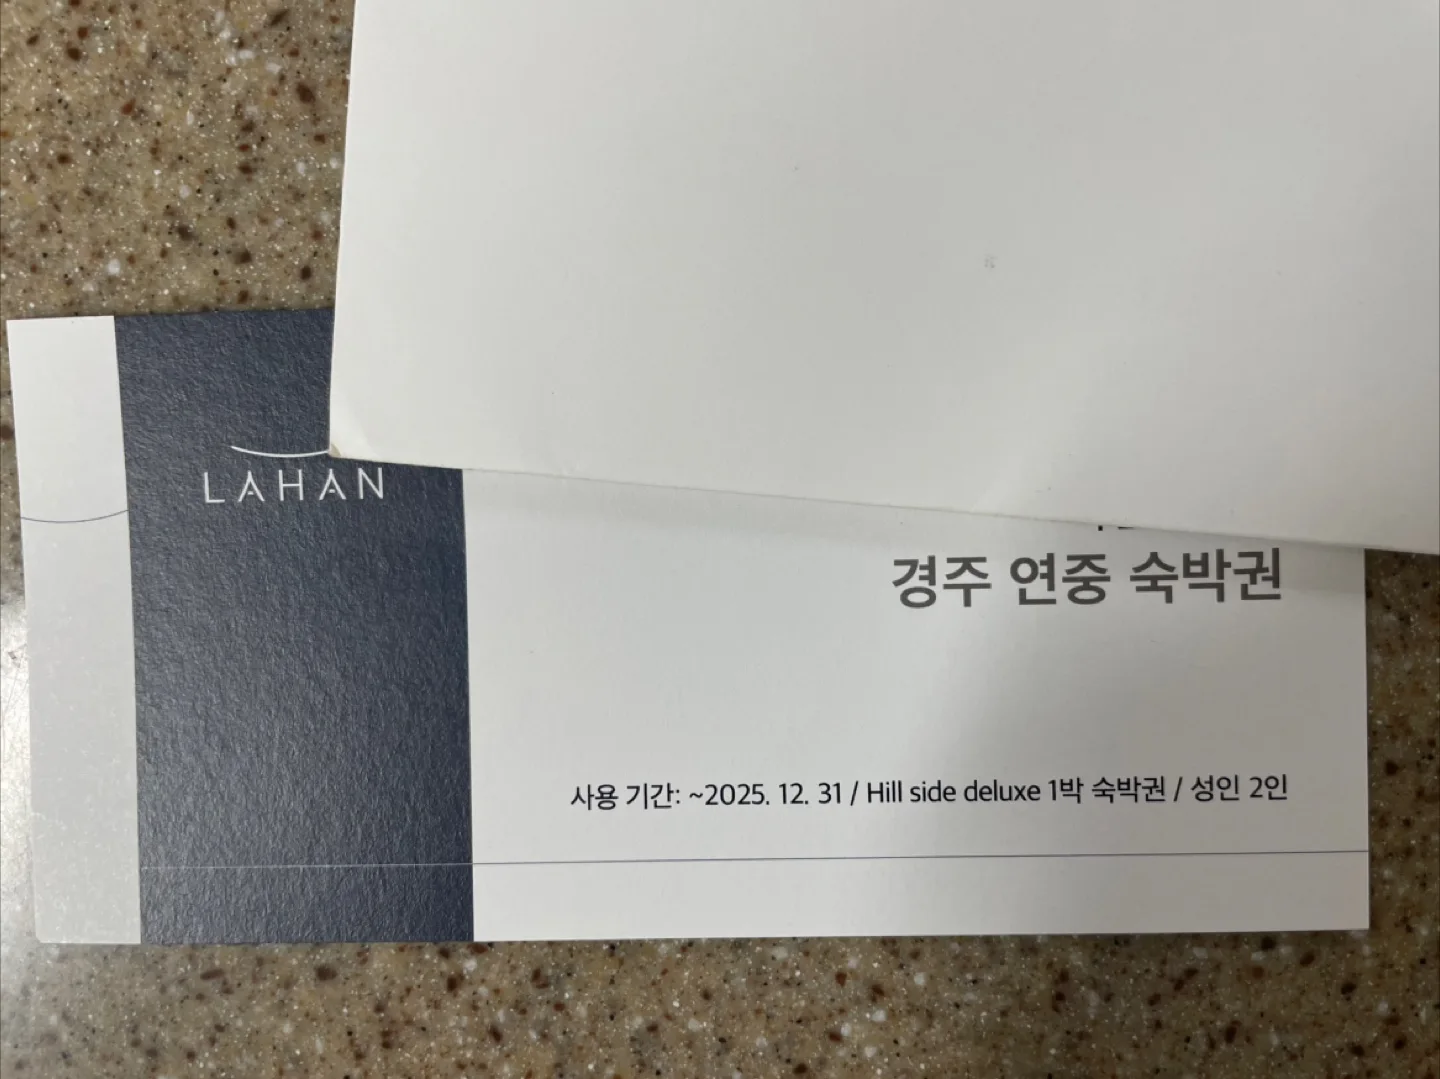 LAHAN
경주 연중 숙박권
사용 기간: ~2025. 12. 31 / Hill side deluxe 1박 숙박권 / 성인 2인